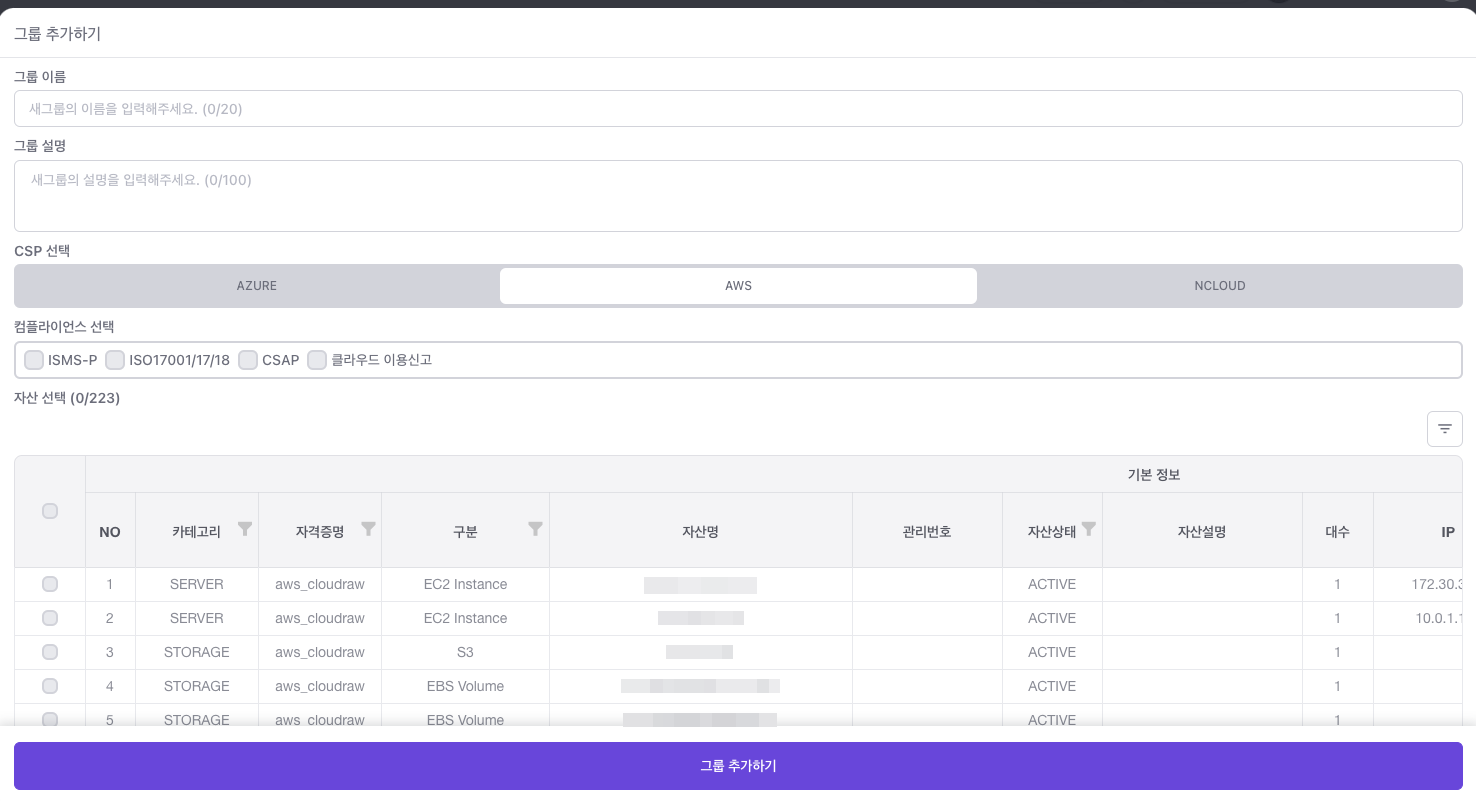 그룹 추가하기
그룹 이름
새그룹의 이름을 입력해주세요. (0/20)
그룹 설명
새그룹의 설명을 입력해주세요. (0/100)
CSP 선택
AZURE AWS NCLOUD
컴플라이언스 선택
ISMS-P ISO17001/17/18 CSAP 클라우드 이용신고
자산 선택 (0/223)
기본 정보
NO 카테고리 자격증명 구분 자산명 관리번호 자산상태 자산설명 대수 IP
1 SERVER aws_cloudraw EC2 Instance ACTIVE 1 172.30.3
2 SERVER aws_cloudraw EC2 Instance ACTIVE 1 10.0.1.1
3 STORAGE aws_cloudraw S3 ACTIVE 1
4 STORAGE aws_cloudraw EBS Volume ACTIVE 1
5 STORAGE aws_cloudraw EBS Volume ACTIVE 1
그룹 추가하기